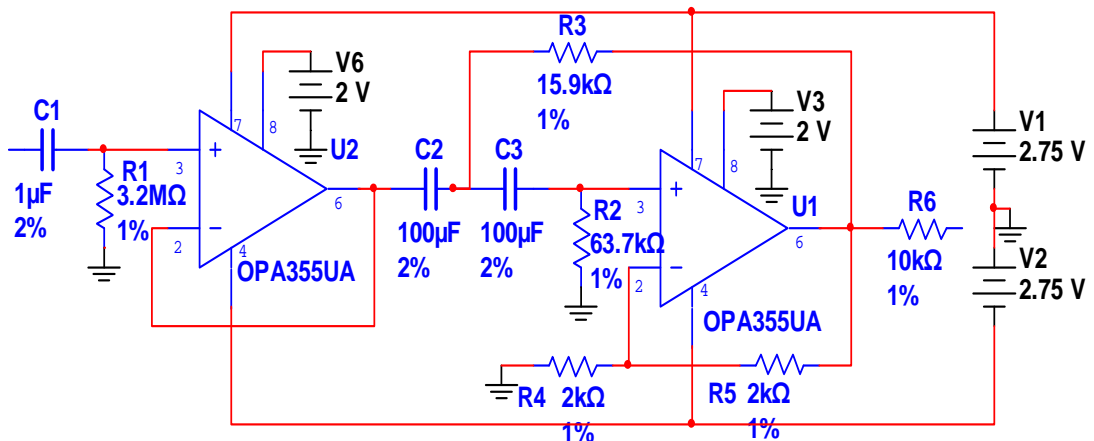 R3
15.9kΩ
1%
V6
2 V
C1
1µF
2%
R1
3.2MΩ
1%
7
8
3
2
4
6
+
−
U2
OPA355UA
C2
100µF
2%
C3
100µF
2%
R2
63.7kΩ
1%
V3
2 V
7
8
3
2
4
6
+
−
U1
OPA355UA
R6
10kΩ
1%
V1
2.75 V
V2
2.75 V
R4
2kΩ
1%
R5
2kΩ
1%